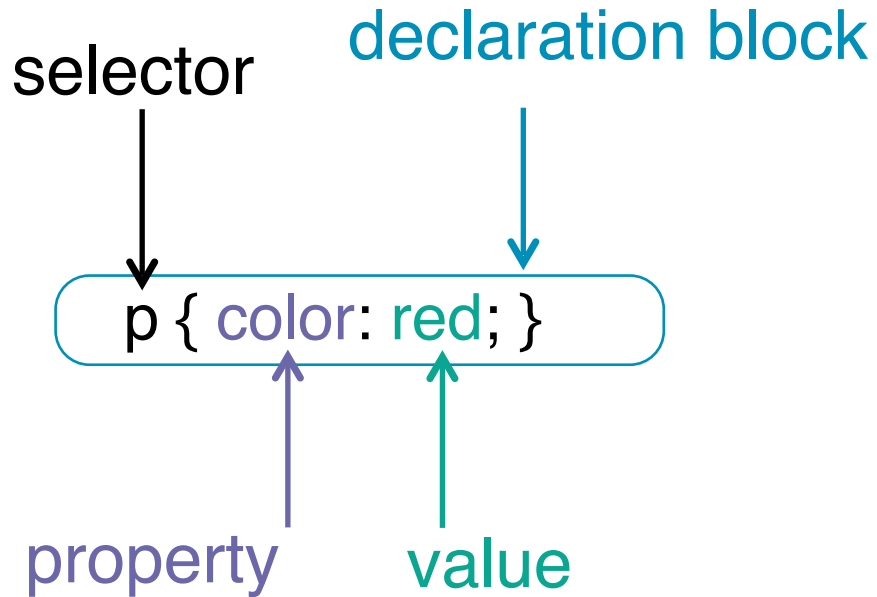 declaration block
selector
p { color: red; }
property
value